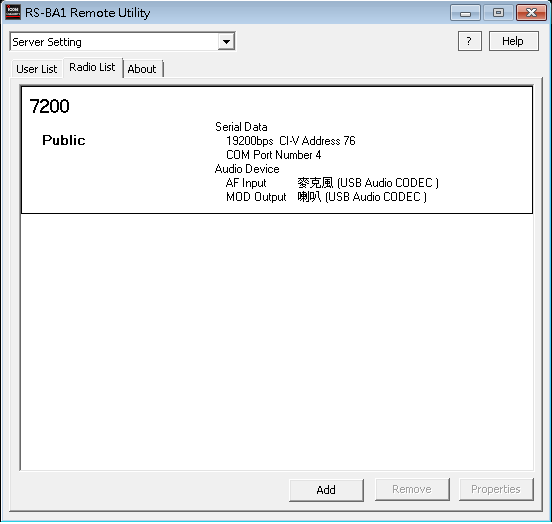 RS-BA1 Remote Utility
Server Setting
?
Help
User List
Radio List
About
7200
Public
Serial Data
19200bps CI-V Address 76
COM Port Number 4
Audio Device
AF Input 麥克風 (USB Audio CODEC )
MOD Output 喇叭 (USB Audio CODEC )
Add
Remove
Properties